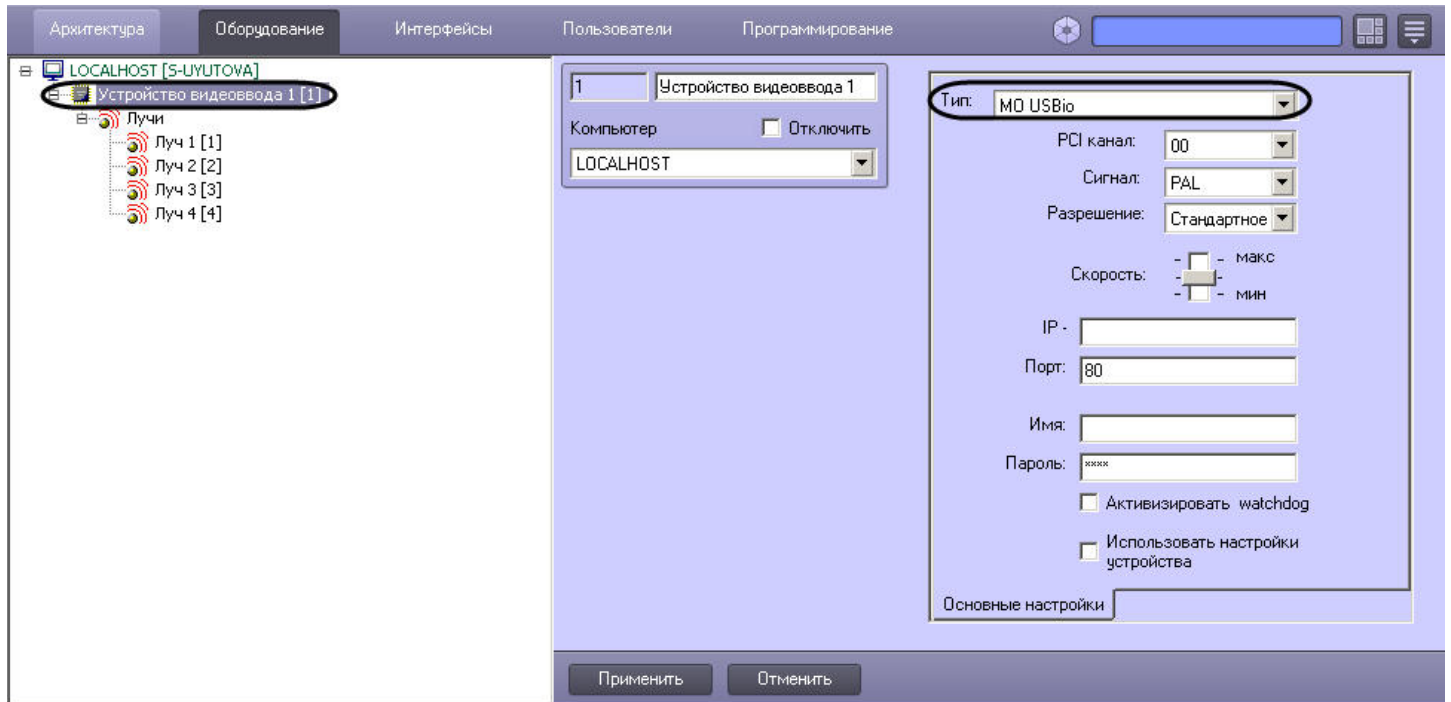 Архитектура Оборудование Интерфейсы Пользователи Программирование
LOCALHOST [S-UYUTOVA]
Устройство видеоввода 1 [1]
Лучи
Луч 1 [1]
Луч 2 [2]
Луч 3 [3]
Луч 4 [4]
1 Устройство видеоввода 1
Компьютер Отключить
LOCALHOST
Тип: МО USBio
PCI канал: 00
Сигнал: PAL
Разрешение: Стандартное
Скорость: - - макс
- -
- - мин
IP -
Порт: 80
Имя:
Пароль: ××××
Активизировать watchdog
Использовать настройки
устройства
Основные настройки
Применить Отменить